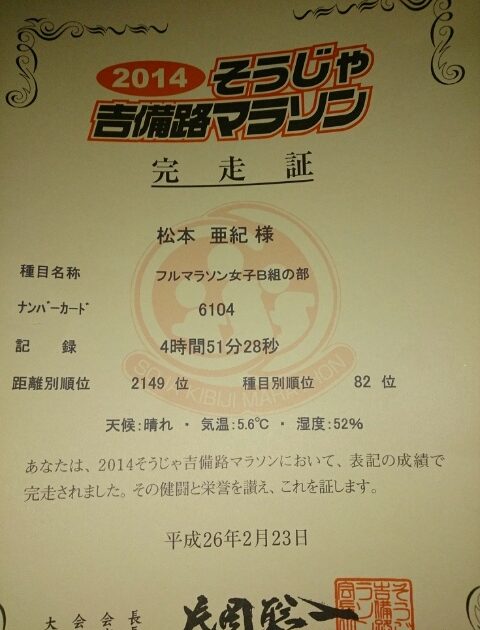 2014 そうじゃ
吉備路マラソン
完走証
松本 亜紀 様
種目名称 フルマラソン女子B組の部
ナンバーカード 6104
記録 4時間51分28秒
距離別順位 2149 位 種目別順位 82 位
天候:晴れ ・ 気温:5.6℃ ・ 湿度:52%
あなたは、2014そうじゃ吉備路マラソンにおいて、表記の成績で
完走されました。その健闘と栄誉を讃え、これを証します。
平成26年2月23日
大会会長 片岡聡一